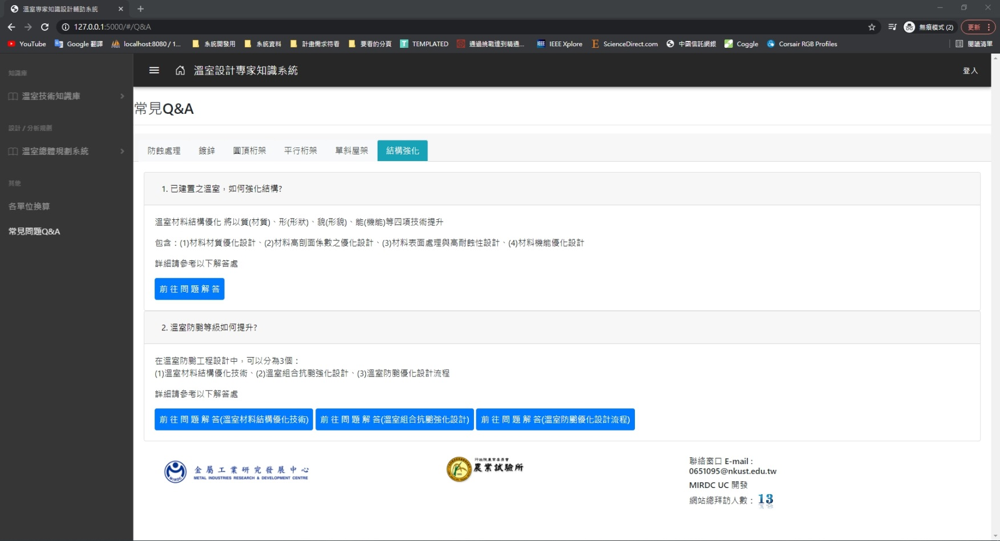 溫室專家知識設計輔助系統
127.0.0.1:5000/#/Q&A
無痕模式 (2)
更新
YouTube
Google 翻譯
localhost:8080 / 1...
系統開發用
系統資料
計畫需求待看
要看的分頁
TEMPLATED
通過挑戰達到精通...
IEEE Xplore
ScienceDirect.com
中國信託網銀
Coggle
Corsair RGB Profiles
閱讀清單
溫室設計專家知識系統
登入
知識庫
溫室技術知識庫
設計 / 分析規劃
溫室總體規劃系統
其他
各單位換算
常見問題Q&A
常見Q&A
防蝕處理 鍍鋅 圓頂桁架 平行桁架 單斜屋架 結構強化
1. 已建置之溫室，如何強化結構?
溫室材料結構優化 將以質(材質)、形(形狀)、貌(形貌)、能(機能)等四項技術提升
包含：(1)材料材質優化設計、(2)材料高剖面係數之優化設計、(3)材料表面處理與高耐蝕性設計、(4)材料機能優化設計
詳細請參考以下解答處
前 往 問 題 解 答
2. 溫室防颱等級如何提升?
在溫室防颱工程設計中，可以分為3個：
(1)溫室材料結構優化技術、(2)溫室組合抗颱強化設計、(3)溫室防颱優化設計流程
詳細請參考以下解答處
前 往 問 題 解 答(溫室材料結構優化技術) 前 往 問 題 解 答(溫室組合抗颱強化設計) 前 往 問 題 解 答(溫室防颱優化設計流程)
MIRDC
金屬工業研究發展中心
METAL INDUSTRIES RESEARCH & DEVELOPMENT CENTRE
行政院農業委員會
農業試驗所
聯絡窗口 E-mail :
0651095@nkust.edu.tw
MIRDC UC 開發
網站總拜訪人數： 13